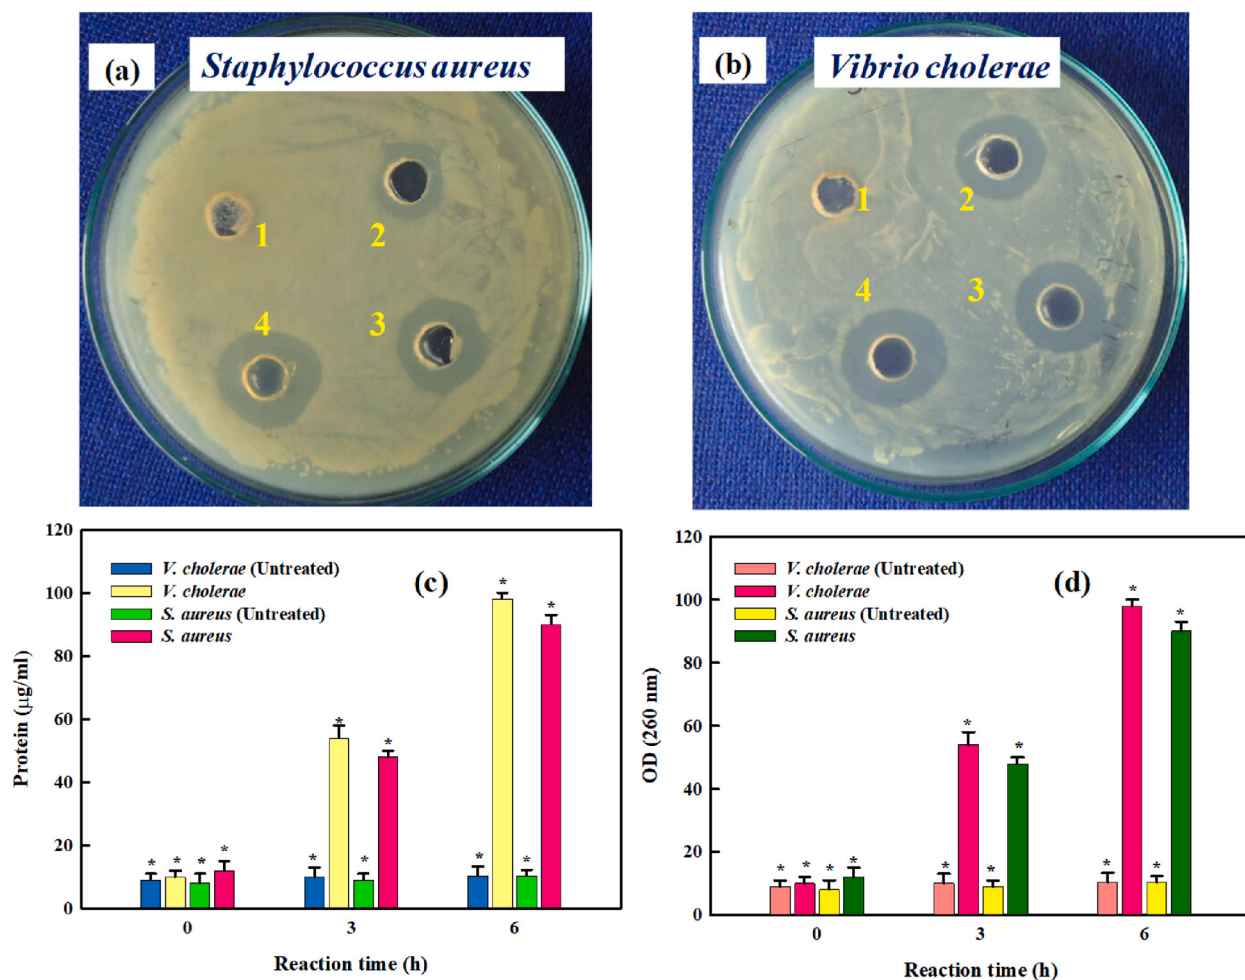 (a)
Staphylococcus aureus
1
2
3
4
(b)
Vibrio cholerae
1
2
3
4
120
100
80
60
40
20
0
Protein (μg/ml)
V. cholerae (Untreated)
V. cholerae
S. aureus (Untreated)
S. aureus
(c)
* * * *
* * * *
* * * *
0 3 6
Reaction time (h)
120
100
80
60
40
20
0
OD (260 nm)
V. cholerae (Untreated)
V. cholerae
S. aureus (Untreated)
S. aureus
(d)
* * * *
* * * *
* * * *
0 3 6
Reaction time (h)